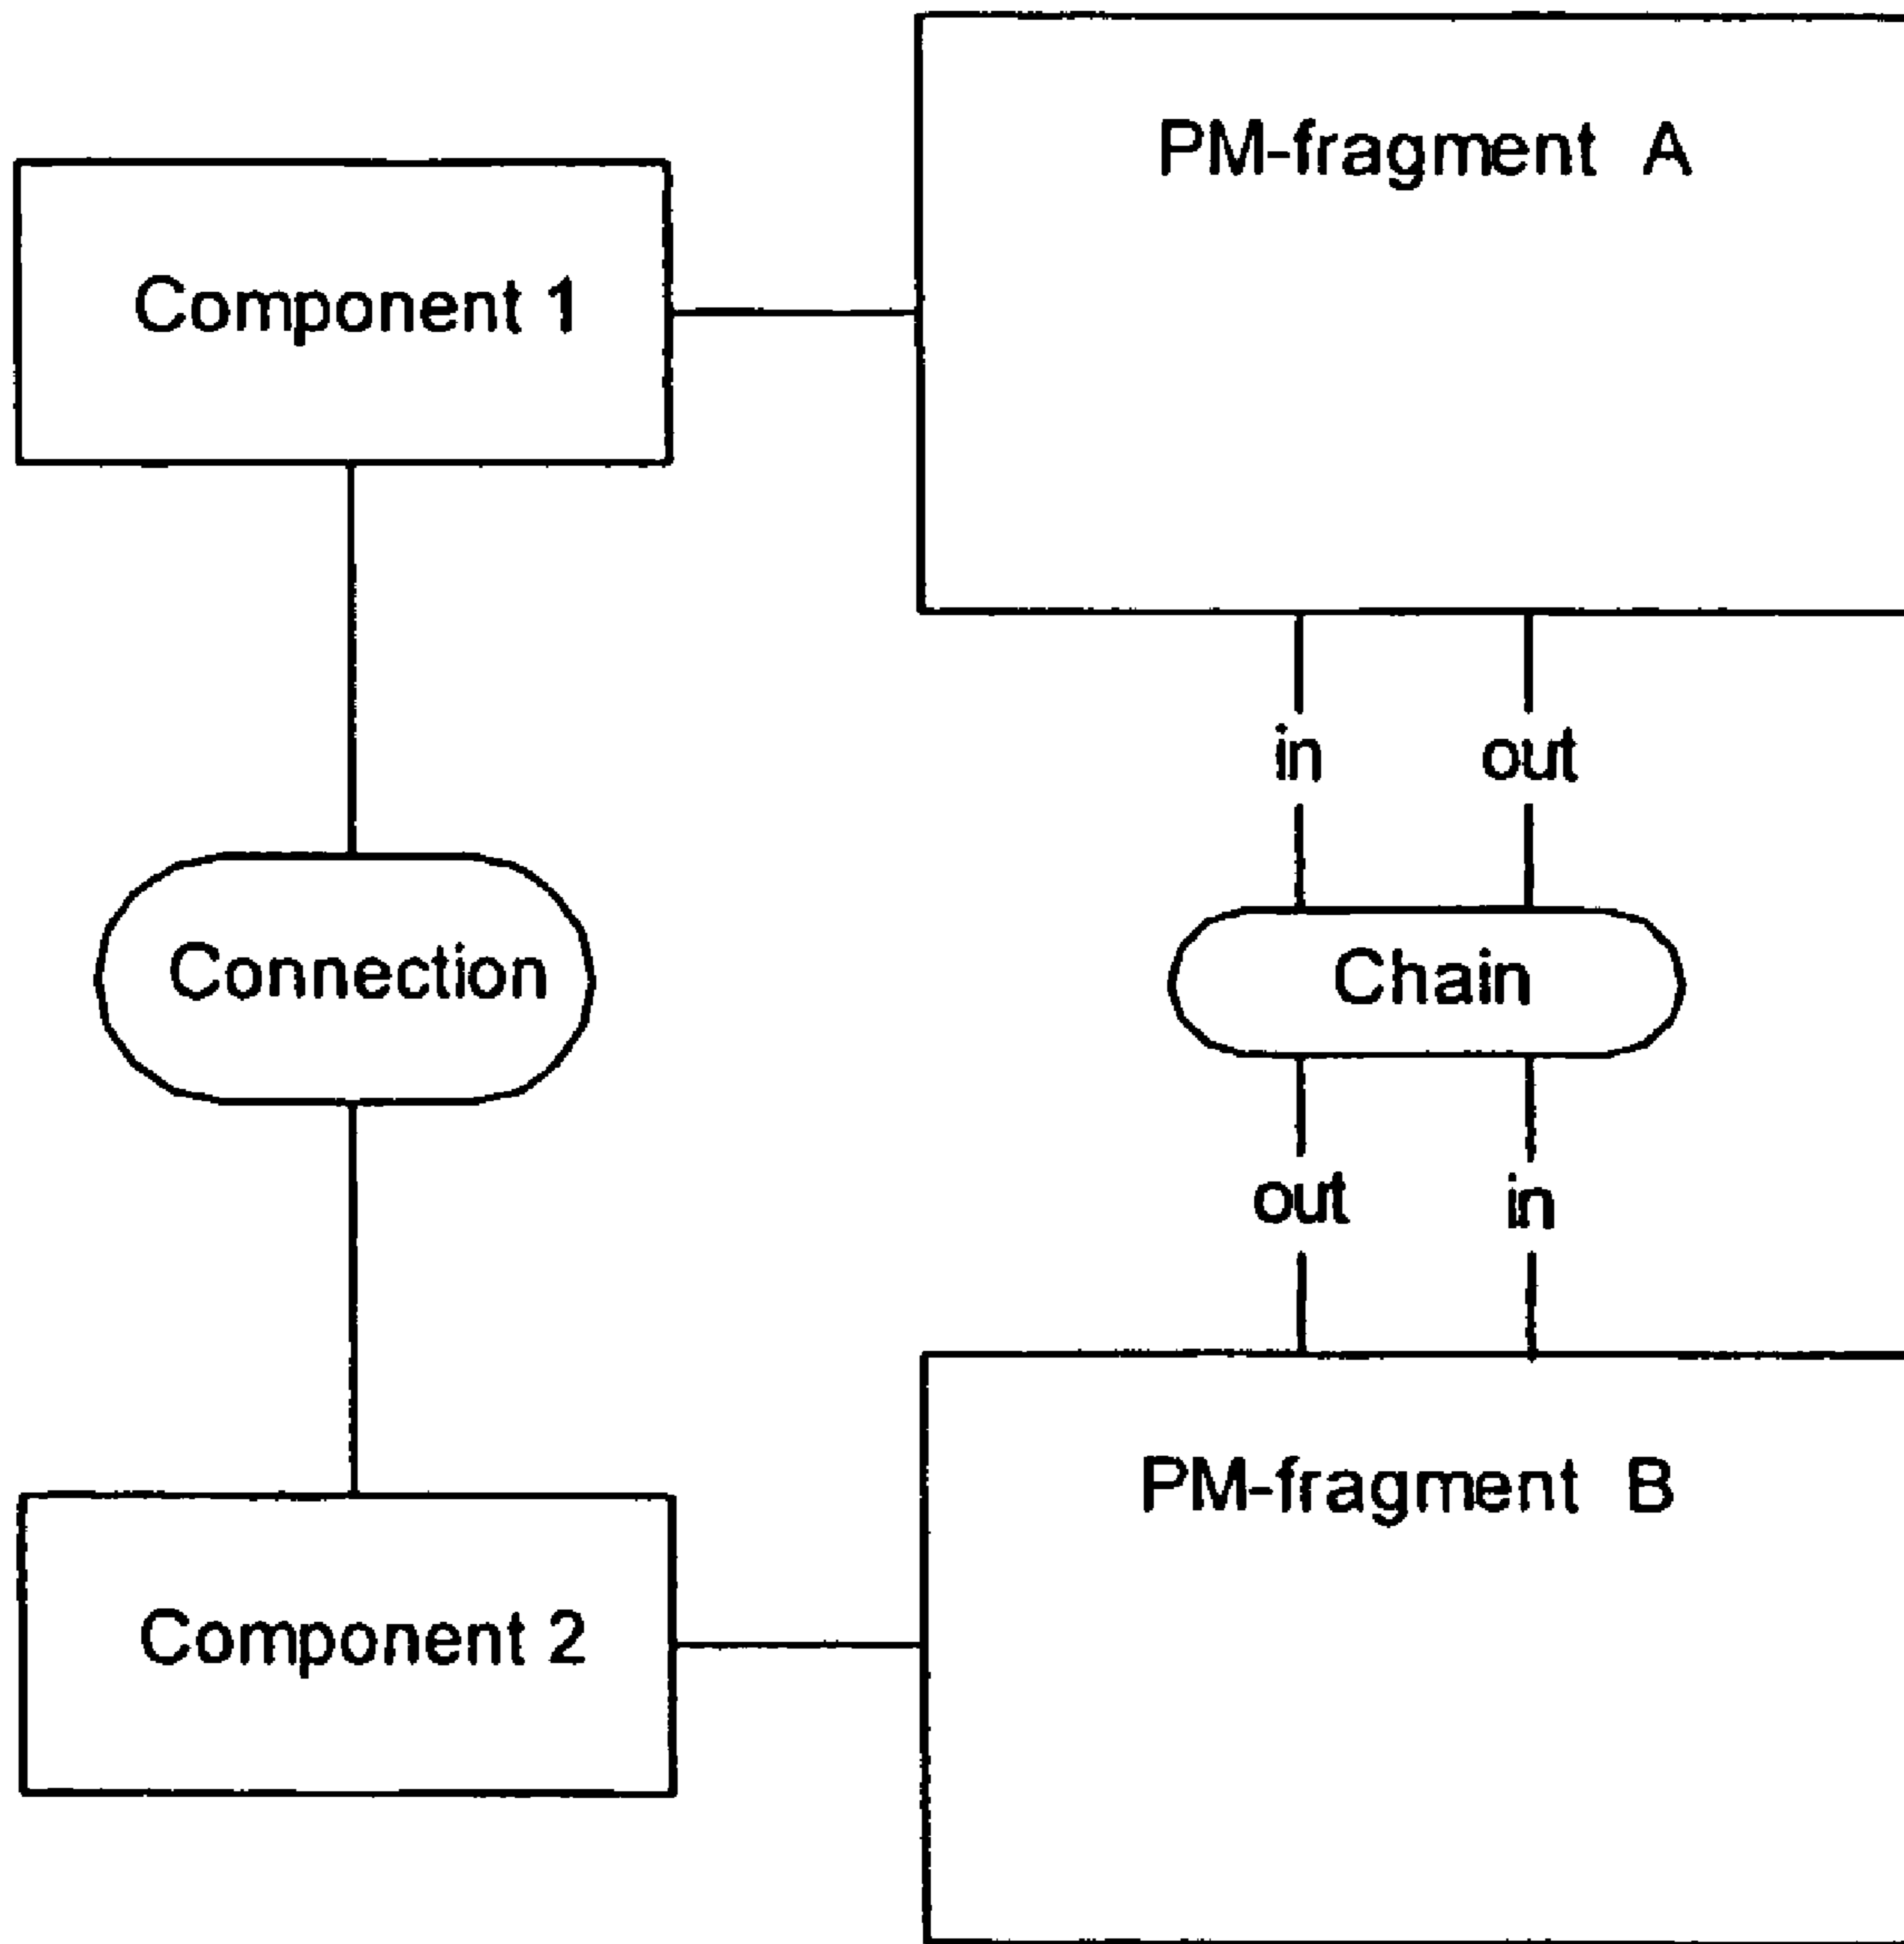 PM-fragment A
Component 1
in out
Connection
Chain
out in
PM-fragment B
Component 2